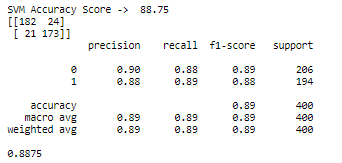 SVM Accuracy Score ->  88.75
[[182  24]
 [ 21 173]]
              precision    recall  f1-score   support
           0       0.90      0.88      0.89       206
           1       0.88      0.89      0.88       194
    accuracy                           0.89       400
   macro avg       0.89      0.89      0.89       400
weighted avg       0.89      0.89      0.89       400
0.8875